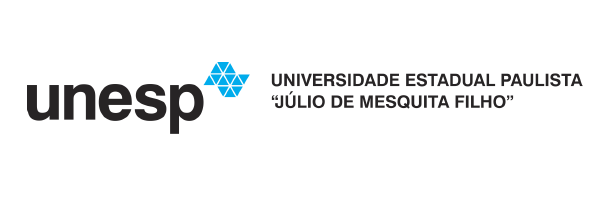 unesp
UNIVERSIDADE ESTADUAL PAULISTA
“JÚLIO DE MESQUITA FILHO”